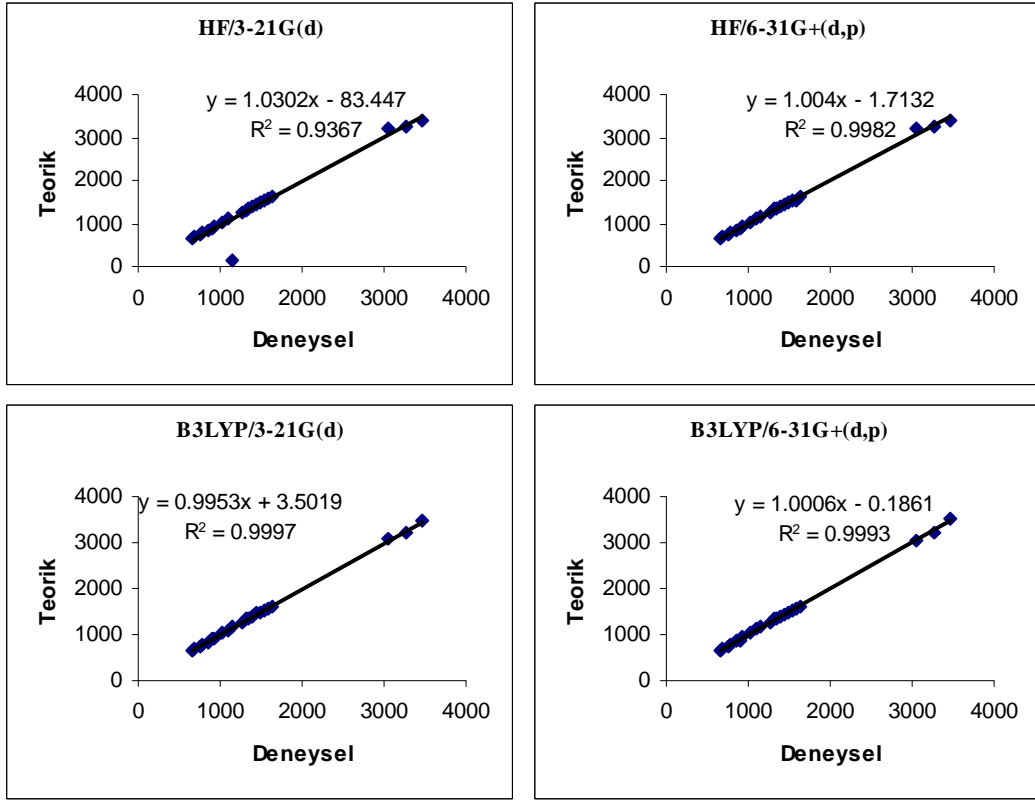 HF/3-21G(d)
y = 1.0302x - 83.447
R² = 0.9367
4000
3000
2000
1000
0
0 1000 2000 3000 4000
Teorik
Deneysel
HF/6-31G+(d,p)
y = 1.004x - 1.7132
R² = 0.9982
4000
3000
2000
1000
0
0 1000 2000 3000 4000
Teorik
Deneysel
B3LYP/3-21G(d)
y = 0.9953x + 3.5019
R² = 0.9997
4000
3000
2000
1000
0
0 1000 2000 3000 4000
Teorik
Deneysel
B3LYP/6-31G+(d,p)
y = 1.0006x - 0.1861
R² = 0.9993
4000
3000
2000
1000
0
0 1000 2000 3000 4000
Teorik
Deneysel